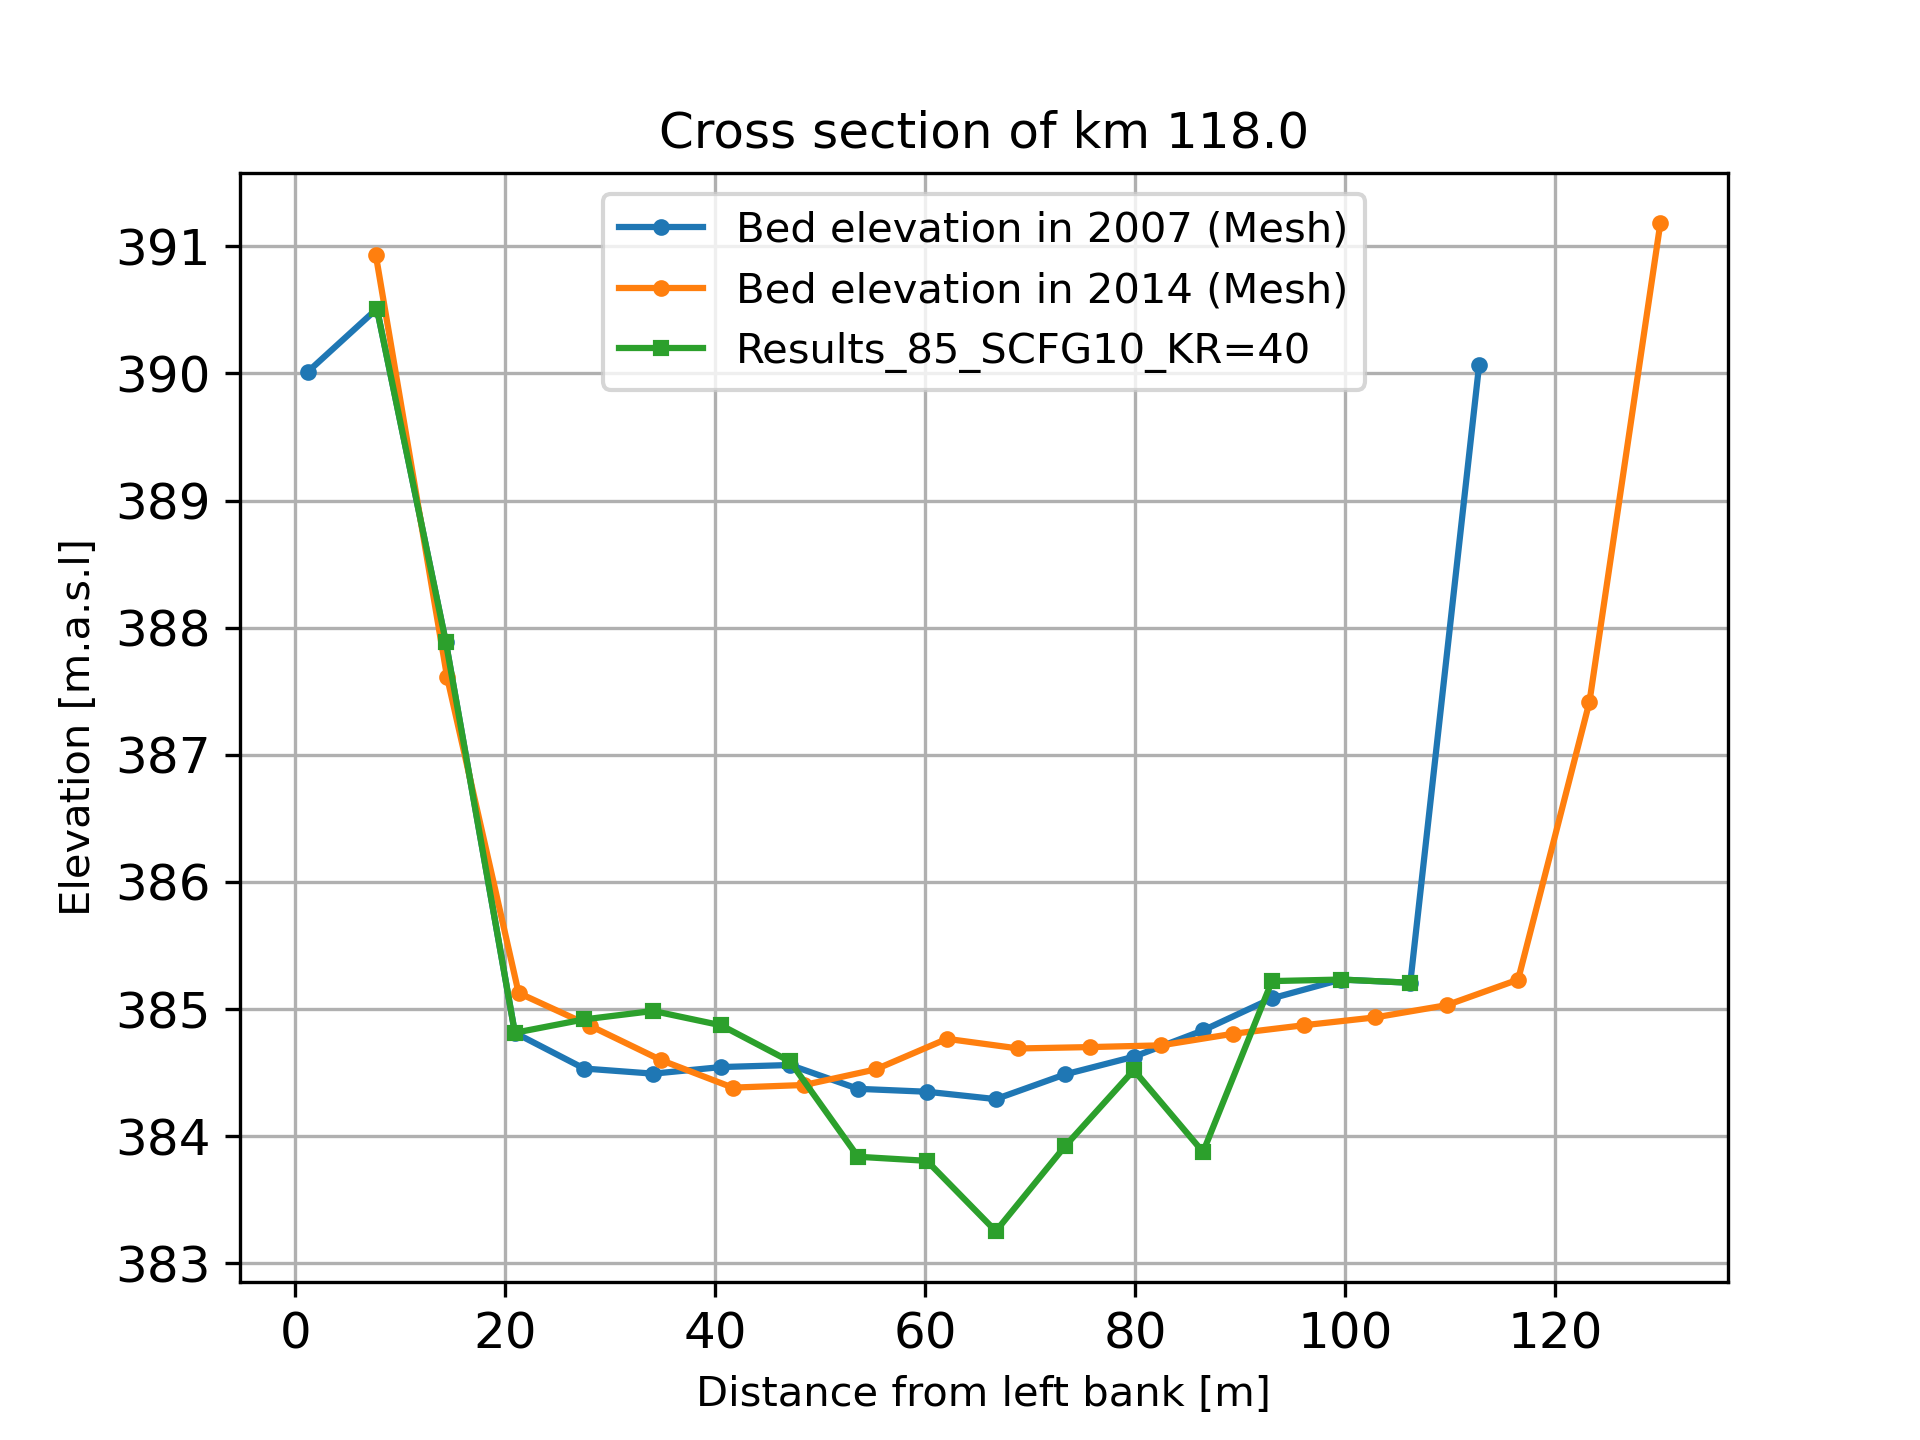 Cross section of km 118.0
Bed elevation in 2007 (Mesh)
Bed elevation in 2014 (Mesh)
Results_85_SCFG10_KR=40
Elevation [m.a.s.l]
391
390
389
388
387
386
385
384
383
0 20 40 60 80 100 120
Distance from left bank [m]